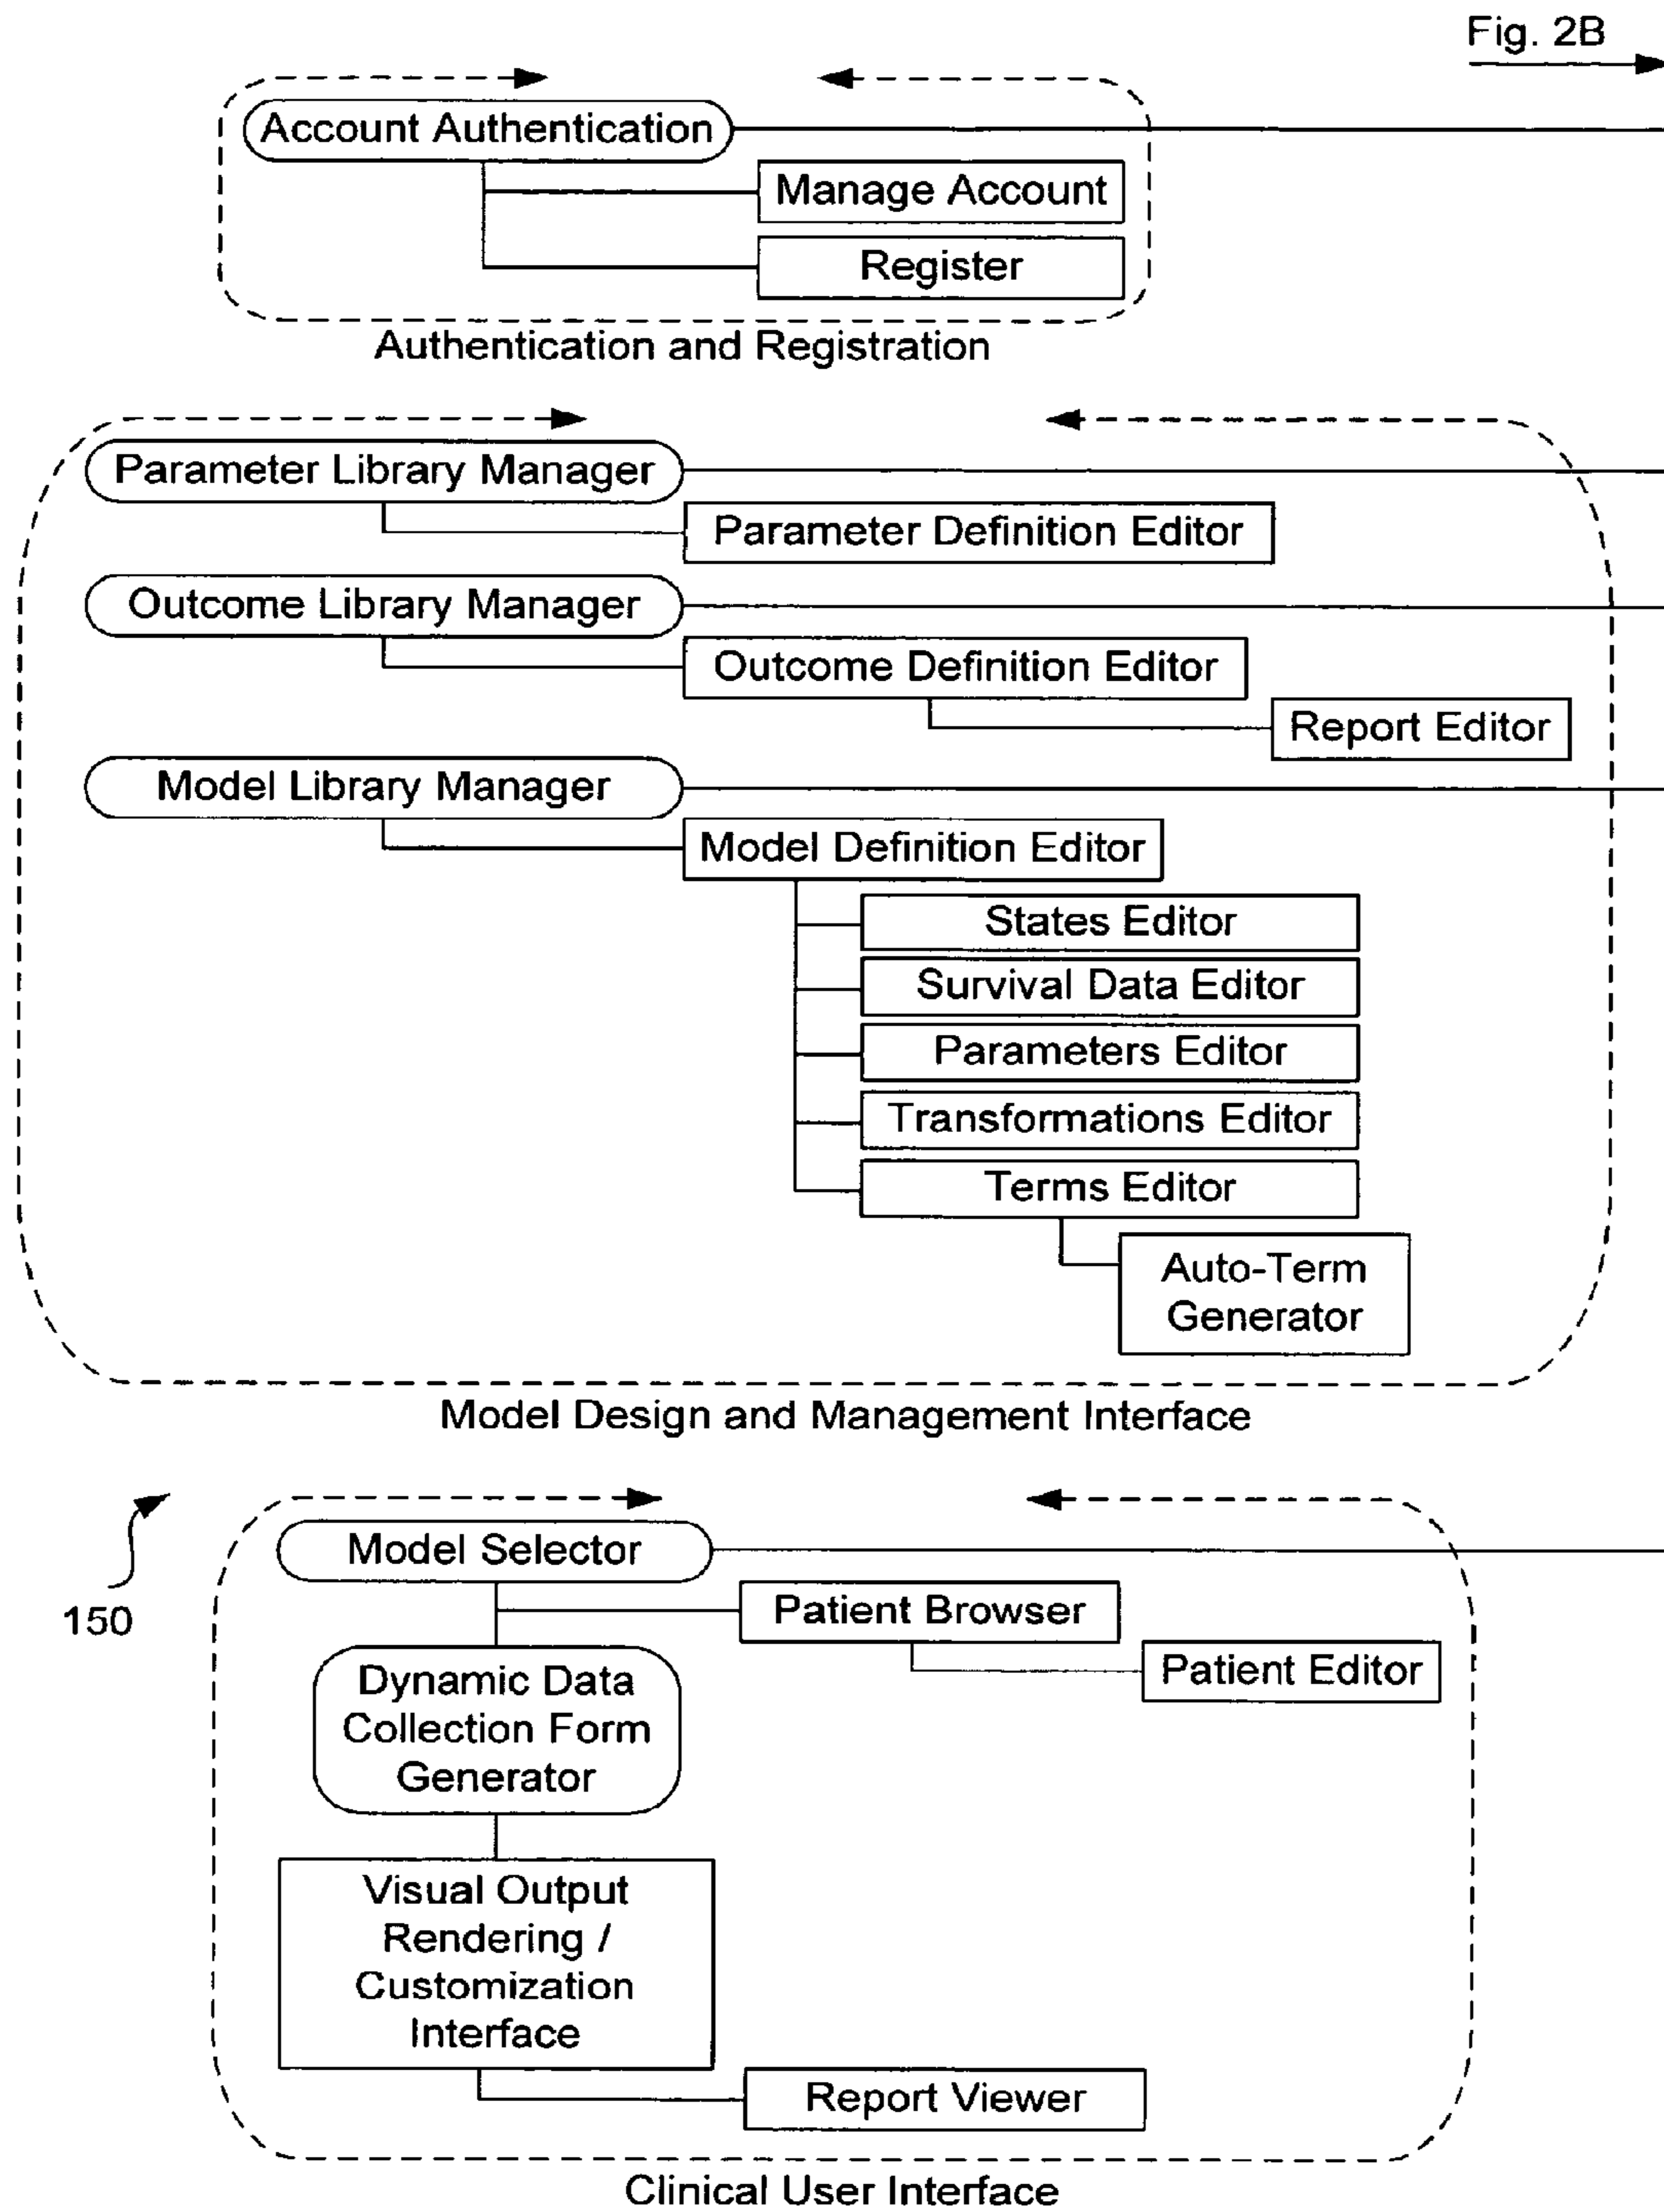 Fig. 2B
Account Authentication
Manage Account
Register
Authentication and Registration
Parameter Library Manager
Parameter Definition Editor
Outcome Library Manager
Outcome Definition Editor
Report Editor
Model Library Manager
Model Definition Editor
States Editor
Survival Data Editor
Parameters Editor
Transformations Editor
Terms Editor
Auto-Term
Generator
Model Design and Management Interface
150
Model Selector
Patient Browser
Patient Editor
Dynamic Data
Collection Form
Generator
Visual Output
Rendering /
Customization
Interface
Report Viewer
Clinical User Interface